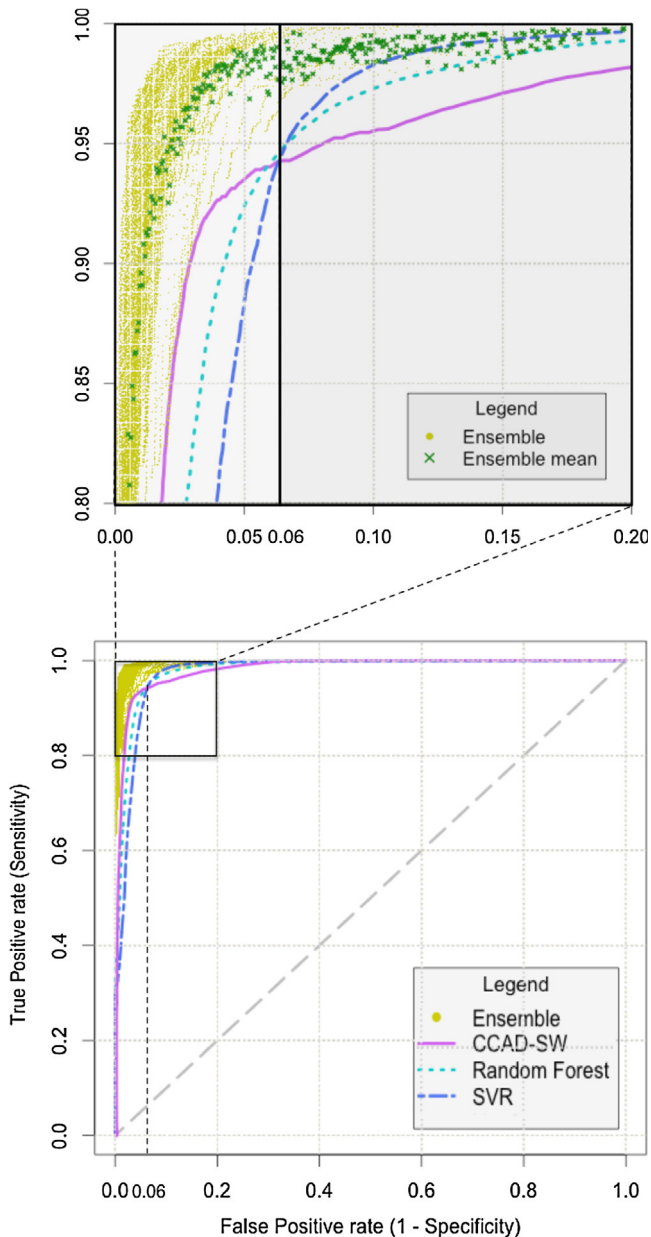 1.00
0.95
0.90
0.85
0.80
Legend
Ensemble
Ensemble mean
0.00 0.05 0.06 0.10 0.15 0.20
True Positive rate (Sensitivity)
1.0
0.8
0.6
0.4
0.2
0.0
Legend
Ensemble
CCAD-SW
Random Forest
SVR
0.0 0.06 0.2 0.4 0.6 0.8 1.0
False Positive rate (1 - Specificity)